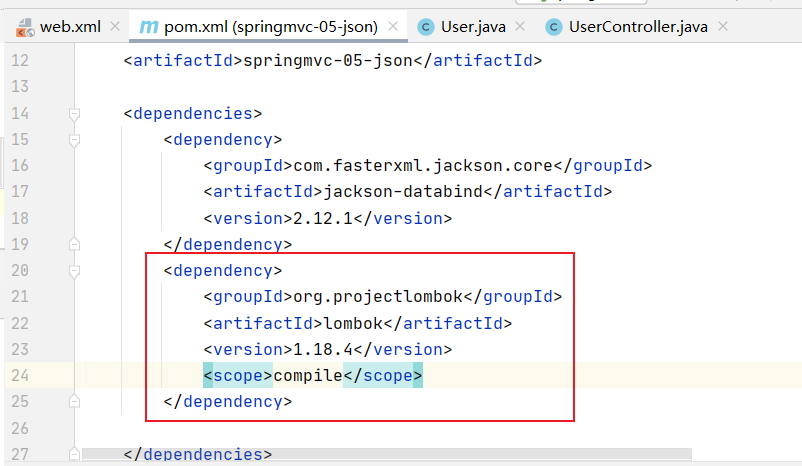 web.xml pom.xml (springmvc-05-json) User.java UserController.java
12 <artifactId>springmvc-05-json</artifactId>
13
14 <dependencies>
15 <dependency>
16 <groupId>com.fasterxml.jackson.core</groupId>
17 <artifactId>jackson-databind</artifactId>
18 <version>2.12.1</version>
19 </dependency>
20 <dependency>
21 <groupId>org.projectlombok</groupId>
22 <artifactId>lombok</artifactId>
23 <version>1.18.4</version>
24 <scope>compile</scope>
25 </dependency>
26
27 </dependencies>